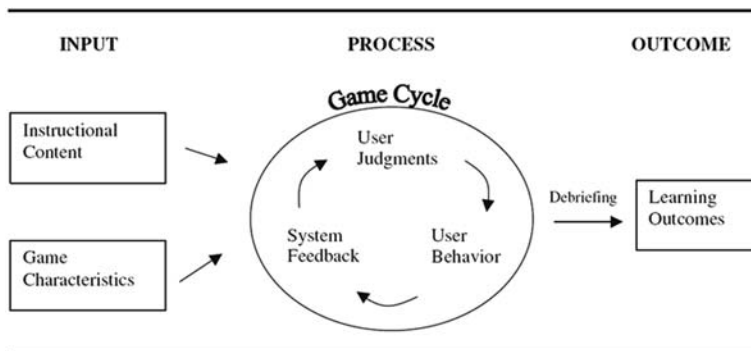 INPUT
PROCESS
OUTCOME
Game Cycle
Instructional
Content
User
Judgments
Debriefing
Learning
Outcomes
System
Feedback
User
Behavior
Game
Characteristics